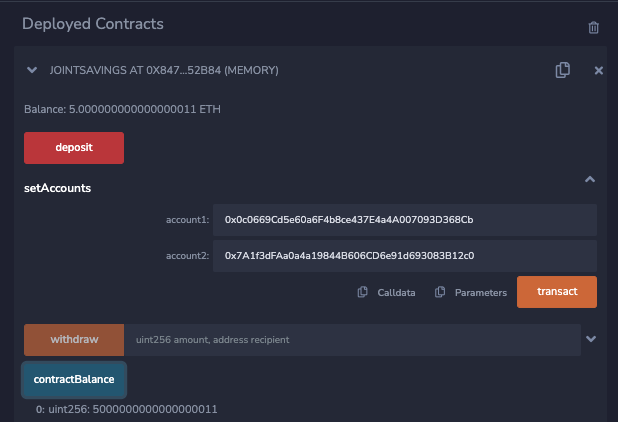 Deployed Contracts
JOINTSAVINGS AT 0X847...52B84 (MEMORY)
Balance: 5.000000000000000011 ETH
deposit
setAccounts
account1: 0x0c0669Cd5e60a6F4b8ce437E4a4A007093D368Cb
account2: 0x7A1f3dFAa0a4a19844B606CD6e91d693083B12c0
Calldata Parameters transact
withdraw uint256 amount, address recipient
contractBalance
0: uint256: 5000000000000000011